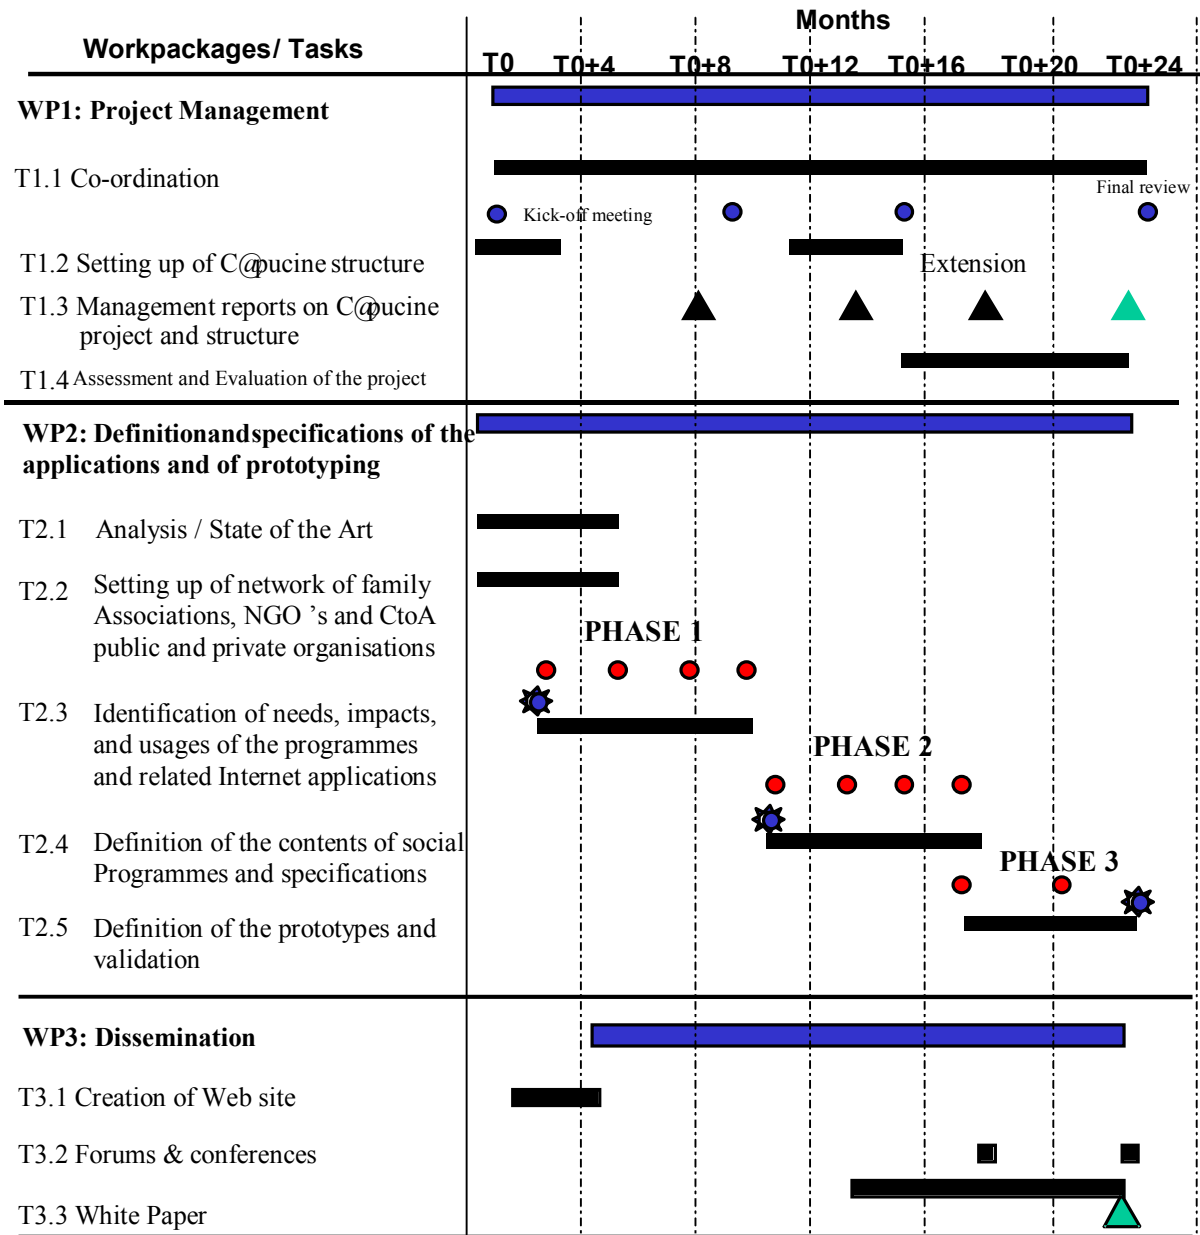 Months
Workpackages/ Tasks
T0 T0+4 T0+8 T0+12 T0+16 T0+20 T0+24
WP1: Project Management
T1.1 Co-ordination
Final review
Kick-off meeting
T1.2 Setting up of C@pucine structure
Extension
T1.3 Management reports on C@pucine
project and structure
T1.4 Assessment and Evaluation of the project
WP2: Definitionandspecifications of the
applications and of prototyping
T2.1 Analysis / State of the Art
T2.2 Setting up of network of family
Associations, NGO 's and CtoA
public and private organisations
PHASE 1
T2.3 Identification of needs, impacts,
and usages of the programmes
and related Internet applications
PHASE 2
T2.4 Definition of the contents of social
Programmes and specifications
PHASE 3
T2.5 Definition of the prototypes and
validation
WP3: Dissemination
T3.1 Creation of Web site
T3.2 Forums & conferences
T3.3 White Paper